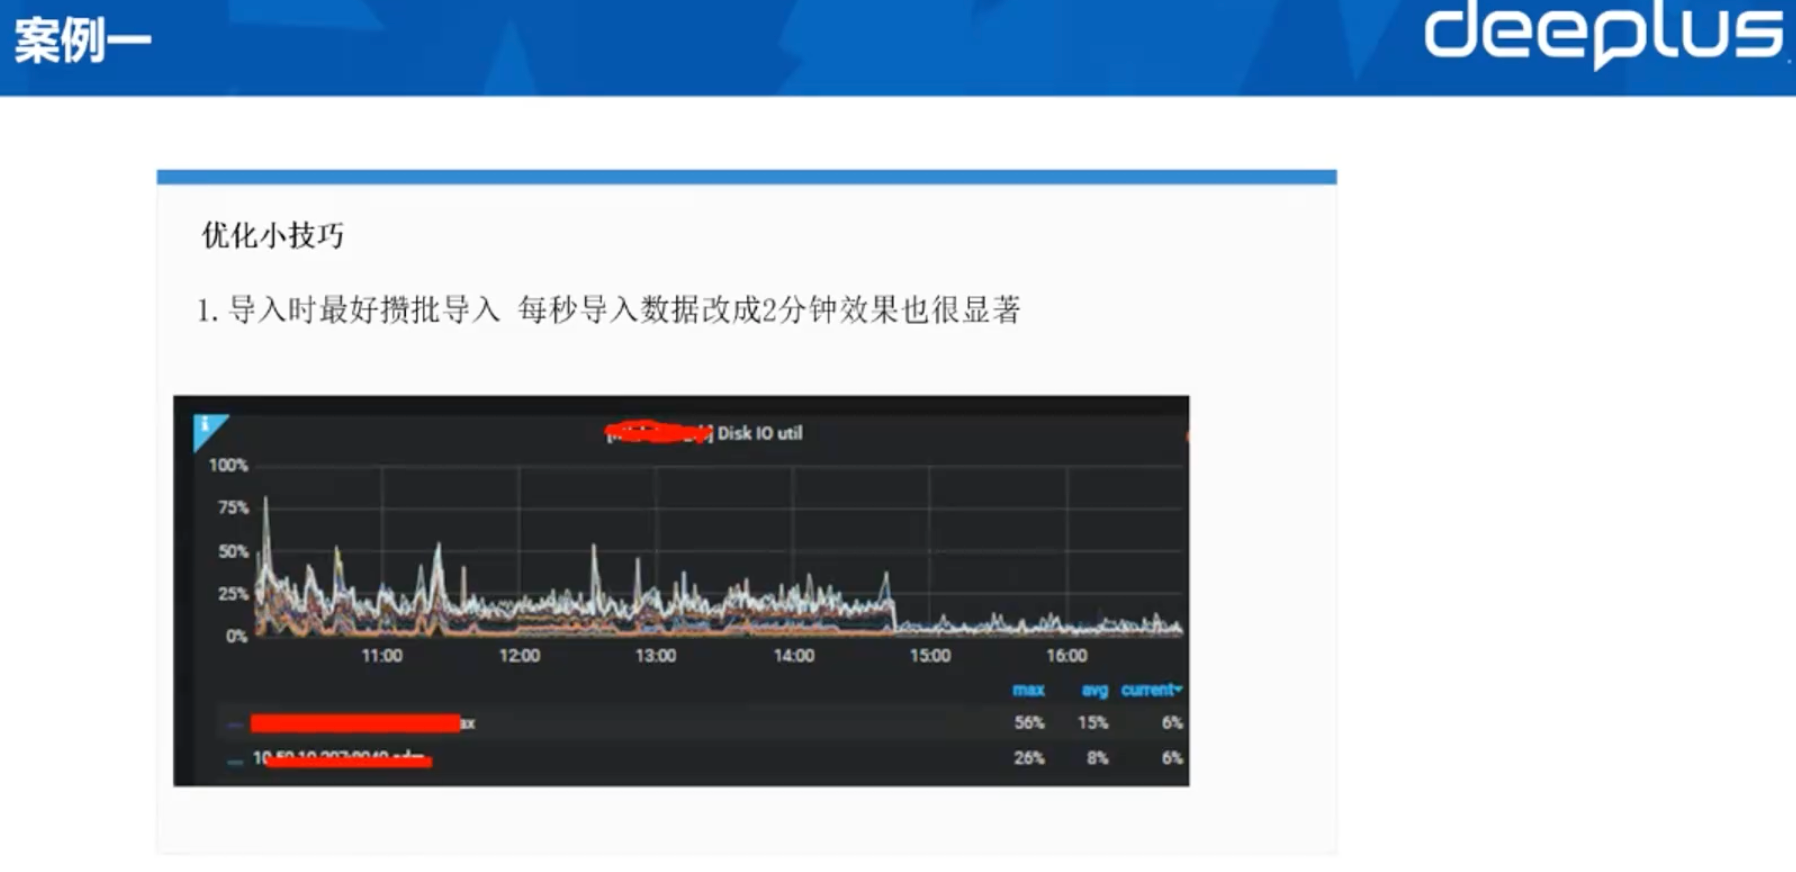 案例一
deeplus
优化小技巧
1. 导入时最好攒批导入 每秒导入数据改成2分钟效果也很显著
] Disk IO util
100%
75%
50%
25%
0%
11:00 12:00 13:00 14:00 15:00 16:00
max avg current
ax 56% 15% 6%
26% 8% 6%